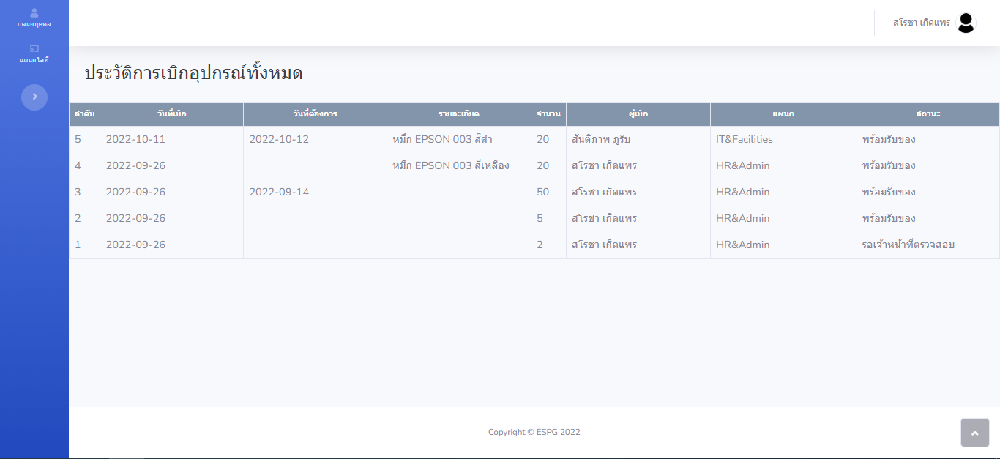 แผนกบุคคล
แผนกไอที
สโรชา เกิดแพร
ประวัติการเบิกอุปกรณ์ทั้งหมด
ลำดับ วันที่เบิก วันที่ต้องการ รายละเอียด จำนวน ผู้เบิก แผนก สถานะ
5 2022-10-11 2022-10-12 หมึก EPSON 003 สีดำ 20 สันติภาพ ภูรับ IT&Facilities พร้อมรับของ
4 2022-09-26 หมึก EPSON 003 สีเหลือง 20 สโรชา เกิดแพร HR&Admin พร้อมรับของ
3 2022-09-26 2022-09-14 50 สโรชา เกิดแพร HR&Admin พร้อมรับของ
2 2022-09-26 5 สโรชา เกิดแพร HR&Admin พร้อมรับของ
1 2022-09-26 2 สโรชา เกิดแพร HR&Admin รอเจ้าหน้าที่ตรวจสอบ
Copyright © ESPG 2022